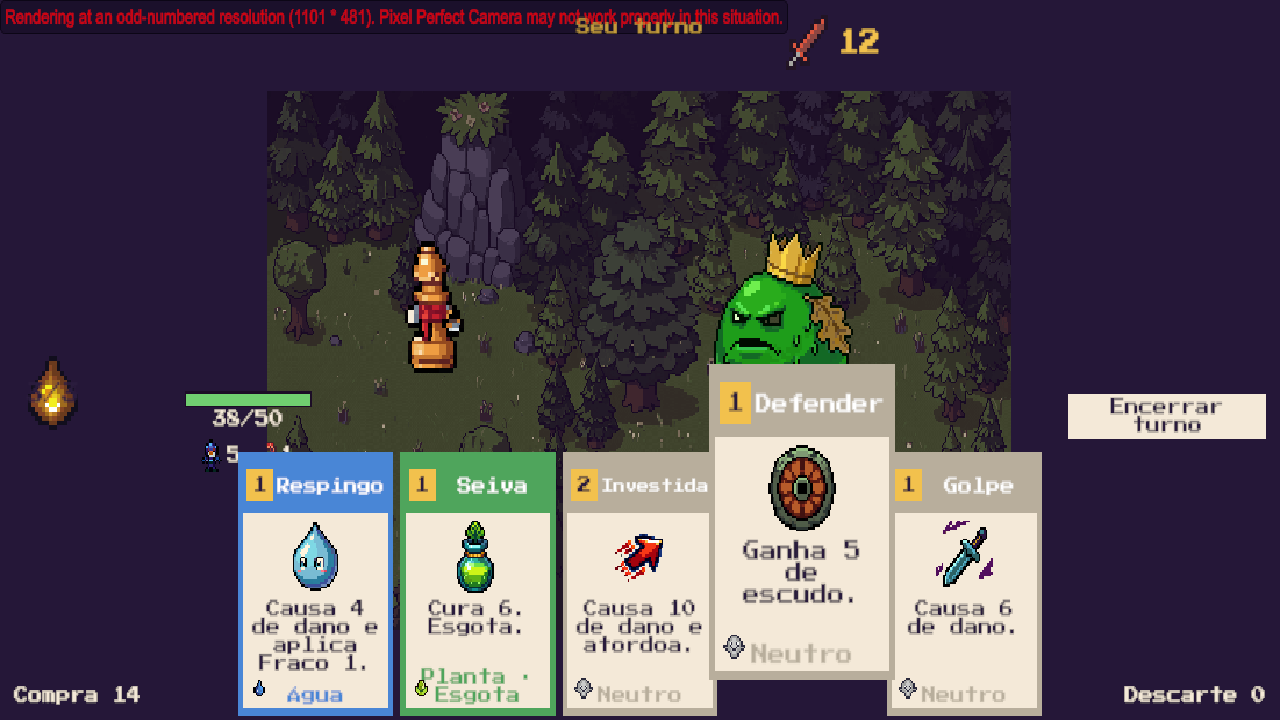 Rendering at an odd-numbered resolution (1101 * 481). Pixel Perfect Camera may not work properly in this situation.
Seu turno
12
38/50
5
Encerrar
turno
1 Respingo
Causa 4
de dano e
aplica
Fraco 1.
Água
1 Seiva
Cura 6.
Esgota.
Planta ·
Esgota
2 Investida
Causa 10
de dano e
atordoa.
Neutro
1 Defender
Ganha 5
de
escudo.
Neutro
1 Golpe
Causa 6
de dano.
Neutro
Compra 14
Descarte 0